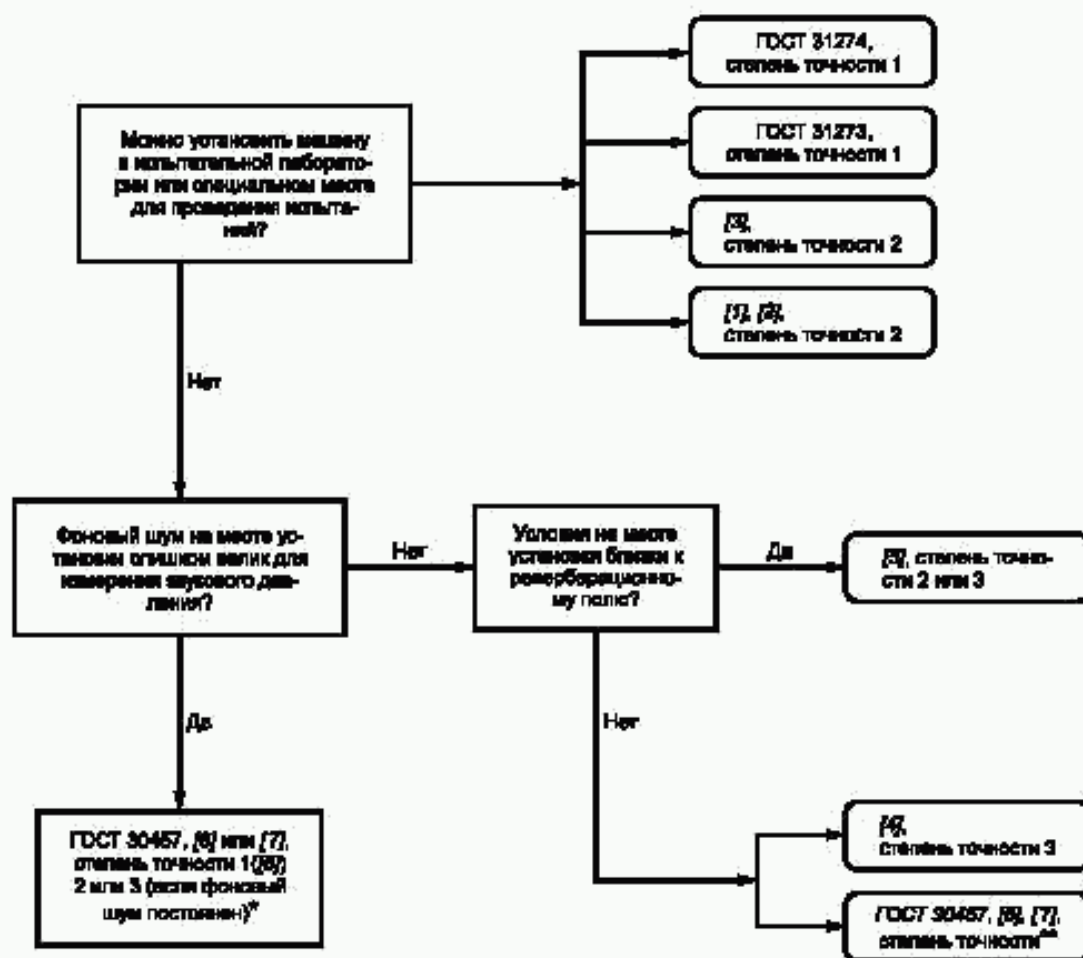 ГОСТ 31274,
степень точности 1
Можно установить машину
в испытательной лаборато-
рии или специальном месте
для проведения испыта-
ний?
ГОСТ 31273,
степень точности 1
[3],
степень точности 2
[1], [2],
степень точности 2
Нет
Фоновый шум на месте ус-
тановки слишком велик для
измерения звукового дав-
ления?
Нет
Условия на месте
установки близки к
реверберационно-
му полю?
Да
[5], степень точно-
сти 2 или 3
Да
Нет
ГОСТ 30457, [6] или [7],
степень точности 1([6])
2 или 3 (если фоновый
шум постоянен)*
[4],
степень точности 3
ГОСТ 30457, [6], [7],
степень точности**